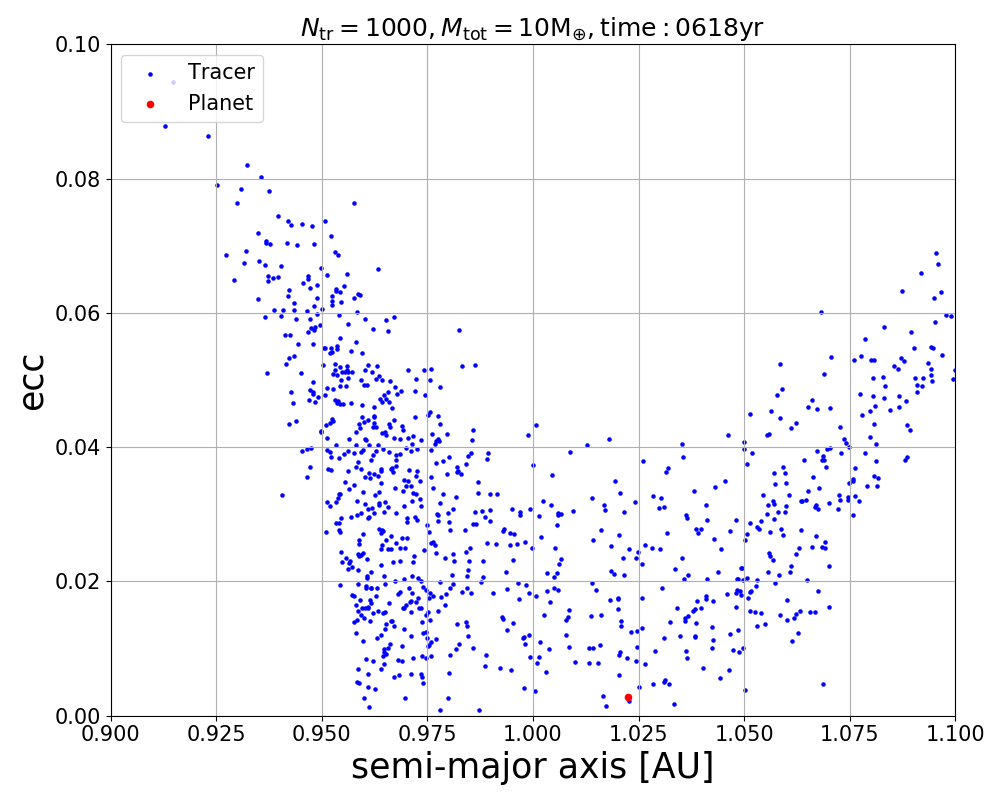 N_tr = 1000, M_tot = 10M_⊕, time : 0618yr
Tracer
Planet
ecc
0.10
0.08
0.06
0.04
0.02
0.00
0.900 0.925 0.950 0.975 1.000 1.025 1.050 1.075 1.100
semi-major axis [AU]